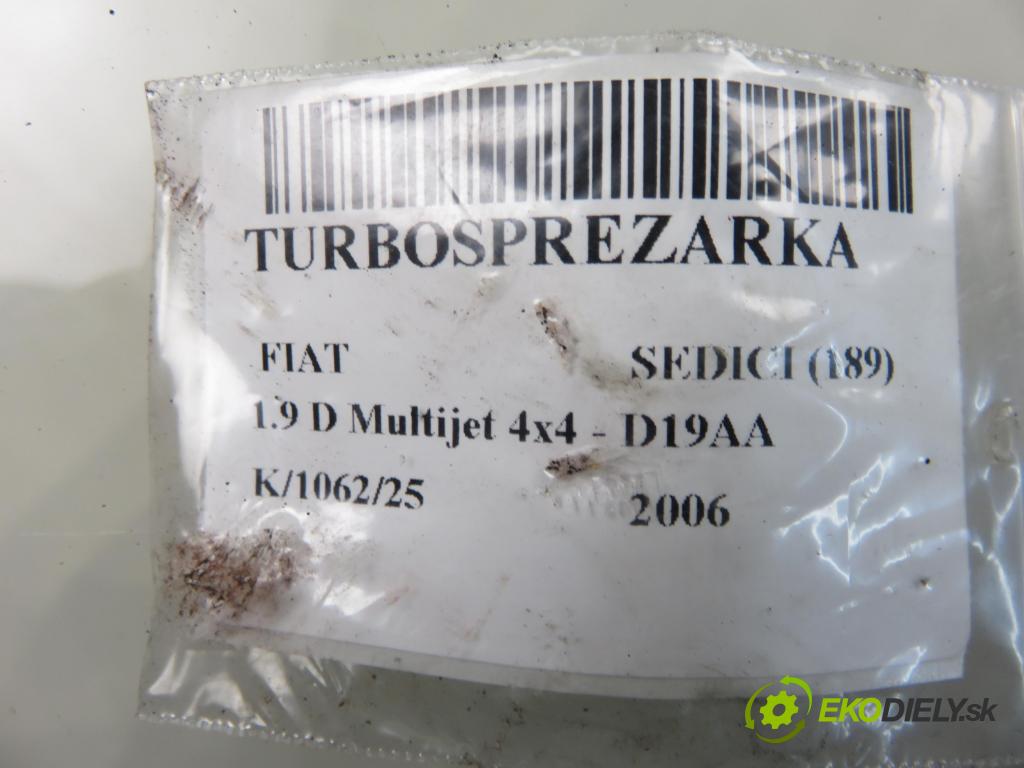 TURBOSPREZARKA
FIAT SEDICI (189)
1.9 D Multijet 4x4 - D19AA
K/1062/25 2006
EKODIELY.sk